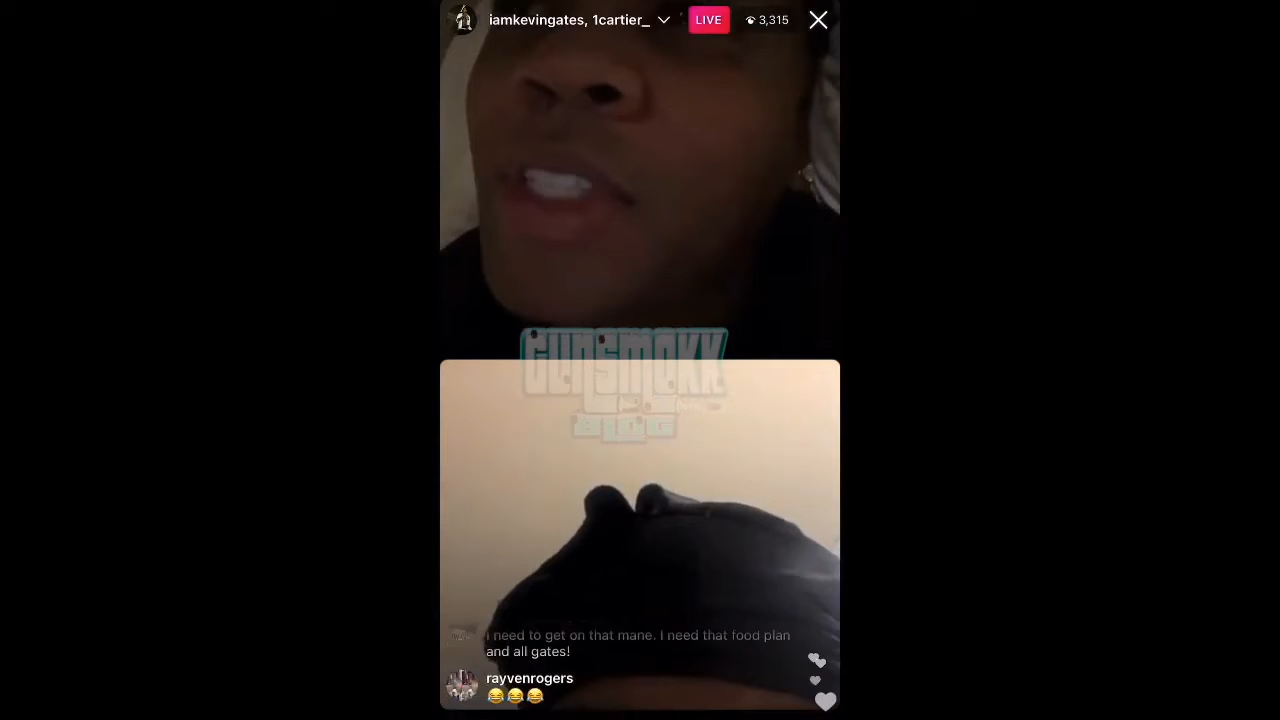 iamkevingates, 1cartier_
LIVE
3,315
GUNSMOKK
I need to get on that mane. I need that food plan
and all gates!
rayvenrogers
😂😂😂